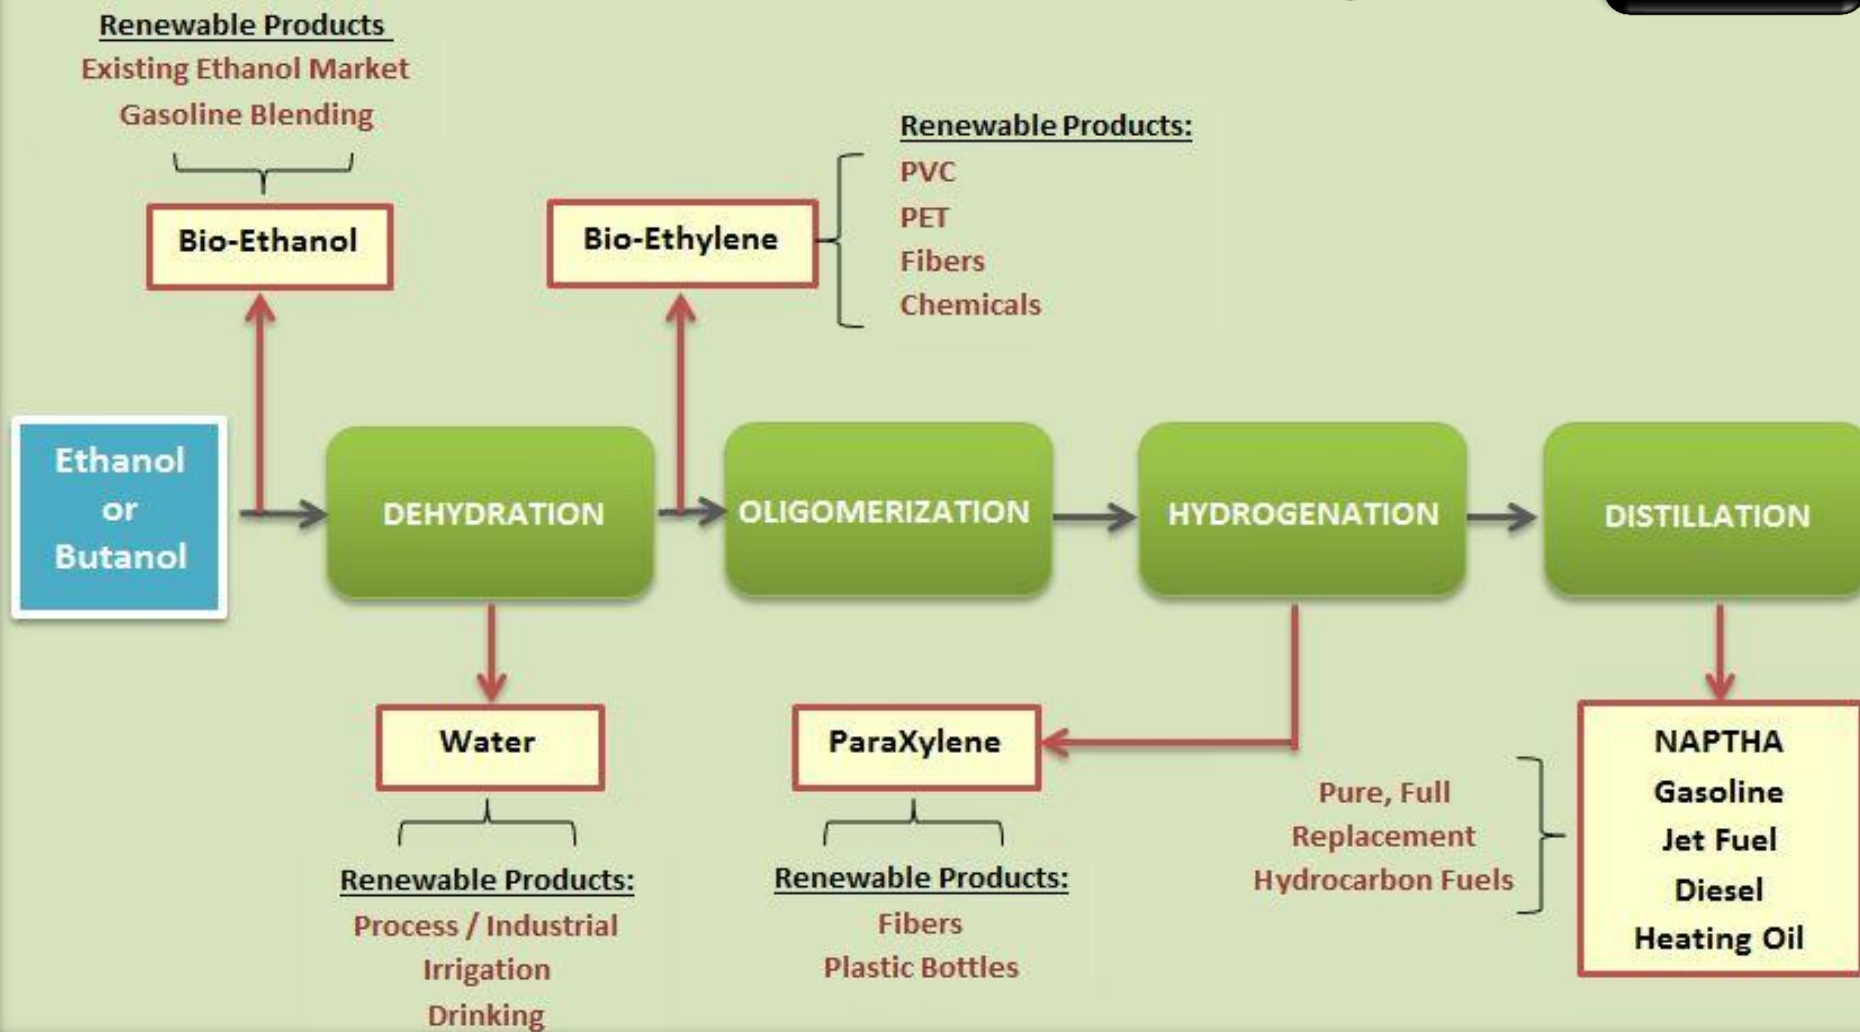 Renewable Products
Existing Ethanol Market
Gasoline Blending
Bio-Ethanol
Bio-Ethylene
Renewable Products:
PVC
PET
Fibers
Chemicals
Ethanol
or
Butanol
DEHYDRATION
OLIGOMERIZATION
HYDROGENATION
DISTILLATION
Water
Renewable Products:
Process / Industrial
Irrigation
Drinking
ParaXylene
Renewable Products:
Fibers
Plastic Bottles
Pure, Full
Replacement
Hydrocarbon Fuels
NAPTHA
Gasoline
Jet Fuel
Diesel
Heating Oil